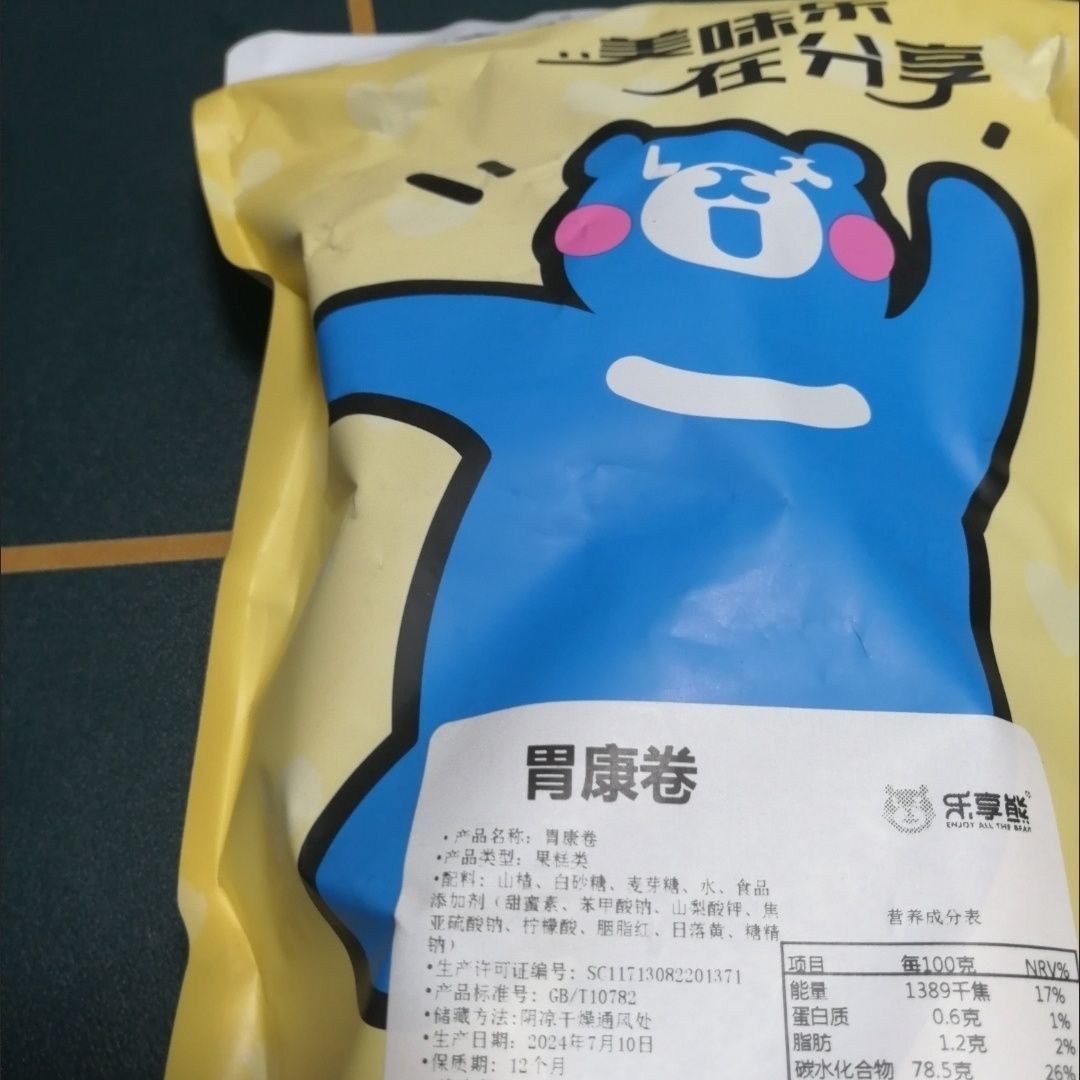 美味乐
在分享
胃康卷
乐享熊
ENJOY ALL THE BEAR
•产品名称：胃康卷
•产品类型：果糕类
•配料：山楂、白砂糖、麦芽糖、水、食品
添加剂（甜蜜素、苯甲酸钠、山梨酸钾、焦
亚硫酸钠、柠檬酸、胭脂红、日落黄、糖精
钠）
•生产许可证编号：SC11713082201371
•产品标准号：GB/T10782
•储藏方法:阴凉干燥通风处
•生产日期：2024年7月10日
•保质期：12个月
营养成分表
项目 每100克 NRV%
能量 1389千焦 17%
蛋白质 0.6克 1%
脂肪 1.2克 2%
碳水化合物 78.5克 26%